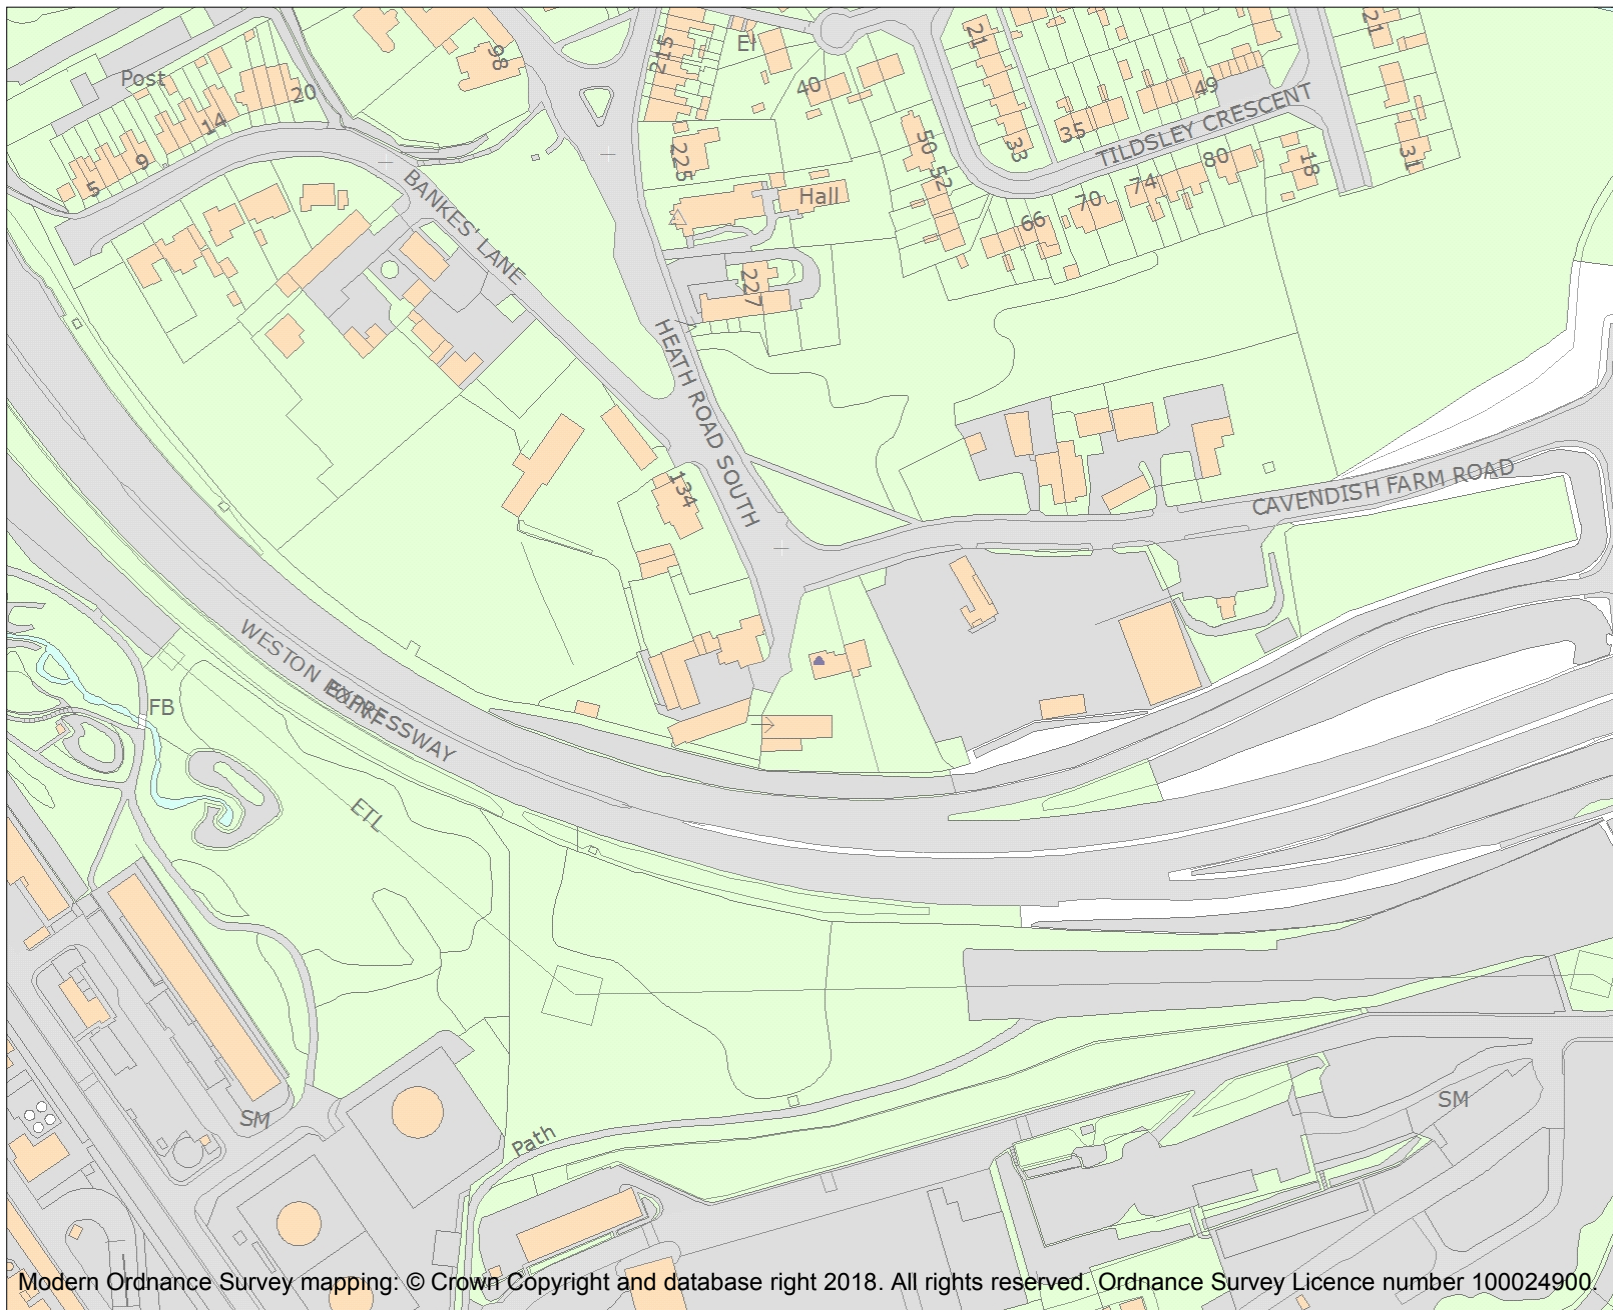 Post
20
14
9
5
98
215
El
40
21
49
21
TILDSLEY CRESCENT
35
33
50
52
225
80
18
31
74
70
66
Hall
BANKES' LANE
227
HEATH ROAD SOUTH
134
CAVENDISH FARM ROAD
WESTON POINT
EXPRESSWAY
FB
ETL
SM
SM
Path
Modern Ordnance Survey mapping: © Crown Copyright and database right 2018. All rights reserved. Ordnance Survey Licence number 100024900.